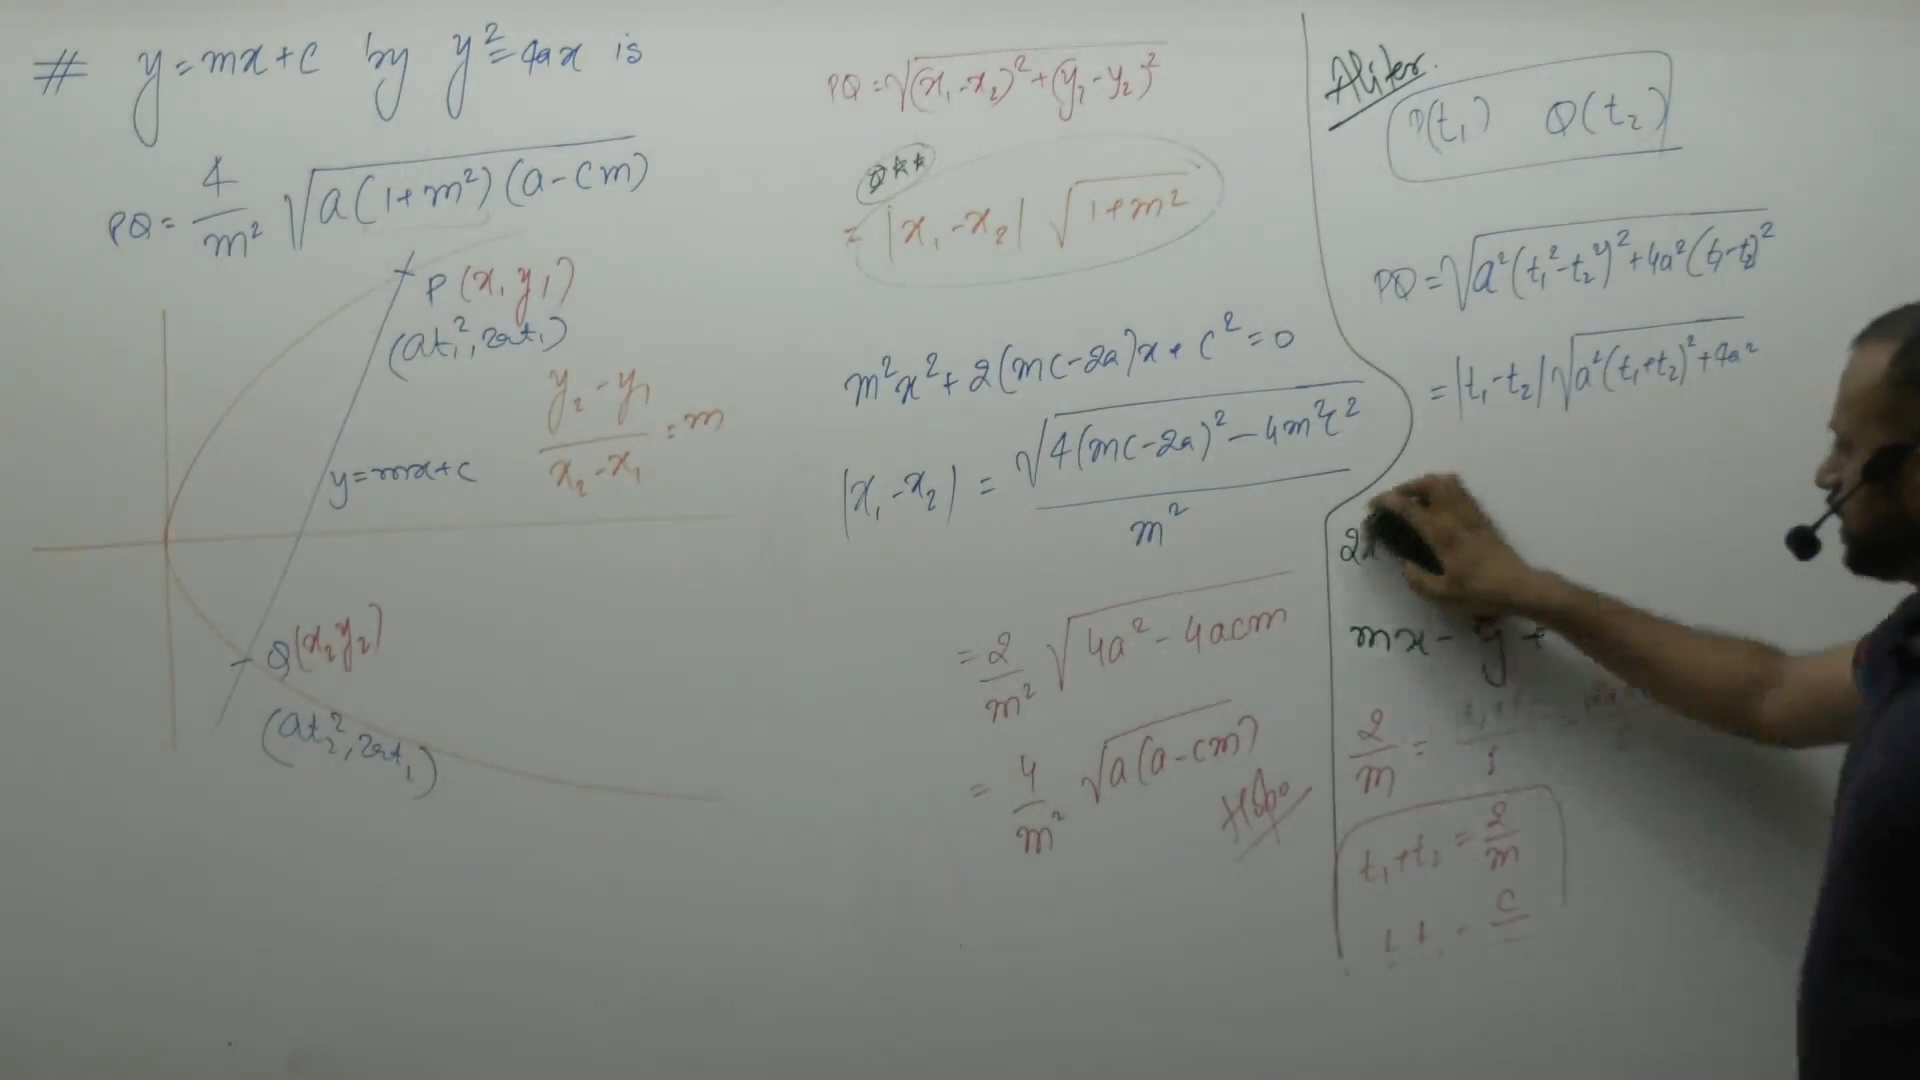 # y=mx+c by y²=4ax is
PQ = 4/m² √a(1+m²)(a-cm)
P(x₁ y₁)
(at₁², 2at₁)
y₂-y₁/x₂-x₁ = m
y=mx+c
Q(x₂ y₂)
(at₂², 2at₁)
PQ = √(x₁-x₂)²+(y₂-y₂)²
= |x₁-x₂| √1+m²
m²x²+2(mc-2a)x+c²=0
|x₁-x₂| = √4(mc-2a)²-4m²c²/m²
= 2/m² √4a²-4acm
= 4/m² √a(a-cm)
Aliter.
P(t₁) Q(t₂)
PQ = √a²(t₁²-t₂²)²+4a²(t₁-t₂)²
= |t₁-t₂| √a²(t₁+t₂)²+4a²
mx-y+
2/m =
t₁+t₂ = 2/m